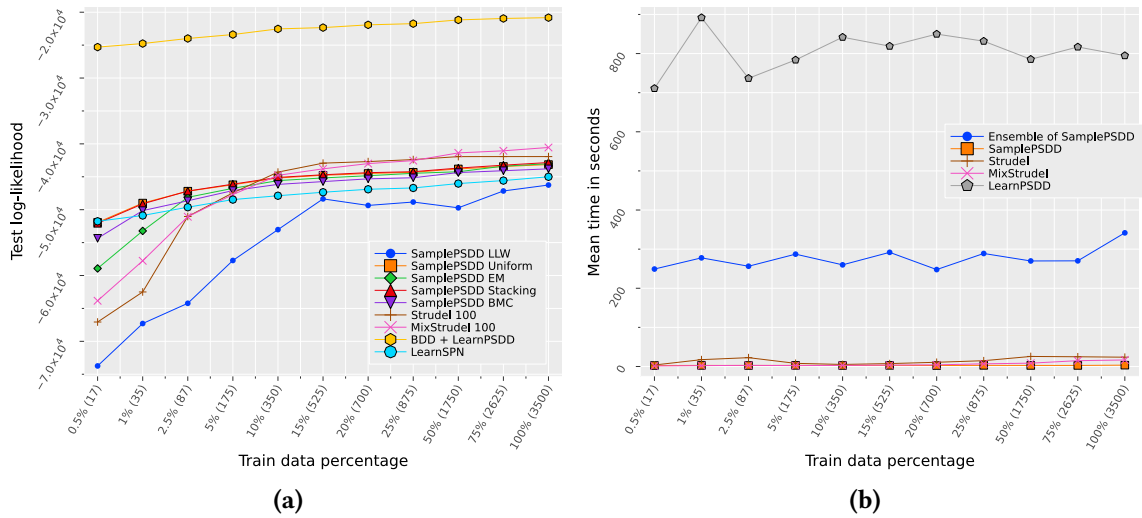 Test log-likelihood
−2.0×10⁴
−3.0×10⁴
−4.0×10⁴
−4.0×10⁴
−5.0×10⁴
−6.0×10⁴
−7.0×10⁴
SamplePSDD LLW
SamplePSDD Uniform
SamplePSDD EM
SamplePSDD Stacking
SamplePSDD BMC
Strudel 100
MixStrudel 100
BDD + LearnPSDD
LearnSPN
0.5% (17)
1% (35)
2.5% (87)
5% (175)
10% (350)
15% (525)
20% (700)
25% (875)
50% (1750)
75% (2625)
100% (3500)
Train data percentage
(a)
Mean time in seconds
800
600
400
200
0
Ensemble of SamplePSDD
SamplePSDD
Strudel
MixStrudel
LearnPSDD
0.5% (17)
1% (35)
2.5% (87)
5% (175)
10% (350)
15% (525)
20% (700)
25% (875)
50% (1750)
75% (2625)
100% (3500)
Train data percentage
(b)